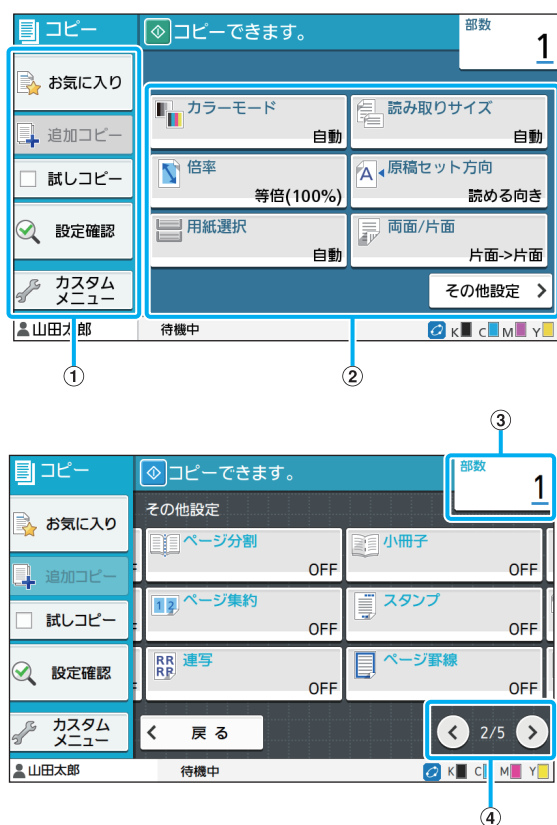 コピー
コピーできます。
部数
1
お気に入り
追加コピー
試しコピー
設定確認
カスタム
メニュー
カラーモード
自動
読み取りサイズ
自動
倍率
等倍(100%)
原稿セット方向
読める向き
用紙選択
自動
両面/片面
片面->片面
その他設定
山田太郎
待機中
K C M Y
①
②
③
コピー
コピーできます。
部数
1
その他設定
お気に入り
追加コピー
試しコピー
設定確認
カスタム
メニュー
ページ分割
OFF
小冊子
OFF
ページ集約
OFF
スタンプ
OFF
連写
OFF
ページ罫線
OFF
戻る
2/5
山田太郎
待機中
K C M Y
④